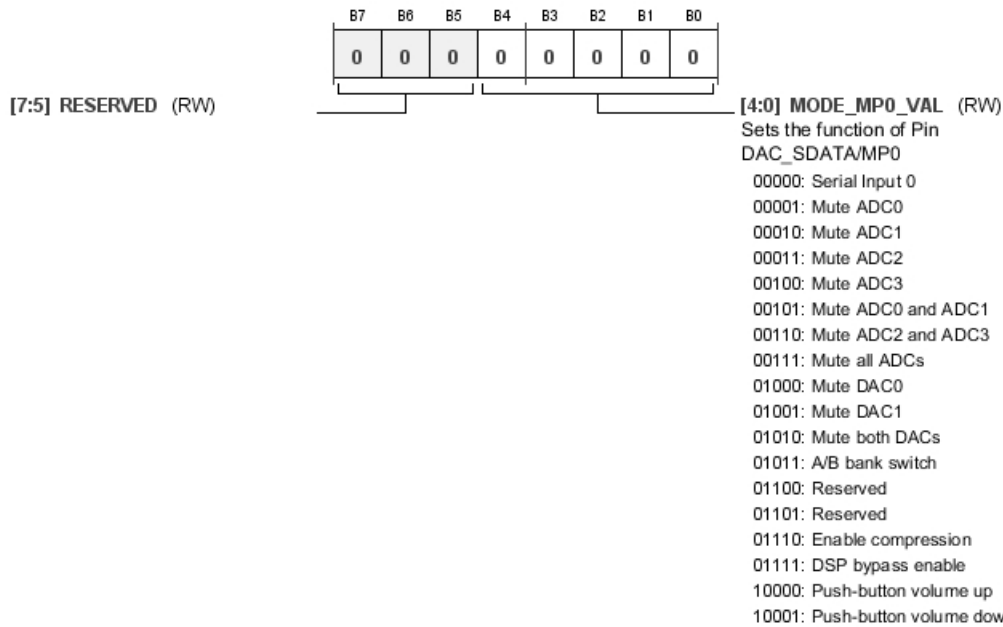 B7 B6 B5 B4 B3 B2 B1 B0
0 0 0 0 0 0 0 0
[7:5] RESERVED (RW)
[4:0] MODE_MP0_VAL (RW)
Sets the function of Pin
DAC_SDATA/MP0
00000: Serial Input 0
00001: Mute ADC0
00010: Mute ADC1
00011: Mute ADC2
00100: Mute ADC3
00101: Mute ADC0 and ADC1
00110: Mute ADC2 and ADC3
00111: Mute all ADCs
01000: Mute DAC0
01001: Mute DAC1
01010: Mute both DACs
01011: A/B bank switch
01100: Reserved
01101: Reserved
01110: Enable compression
01111: DSP bypass enable
10000: Push-button volume up
10001: Push-button volume